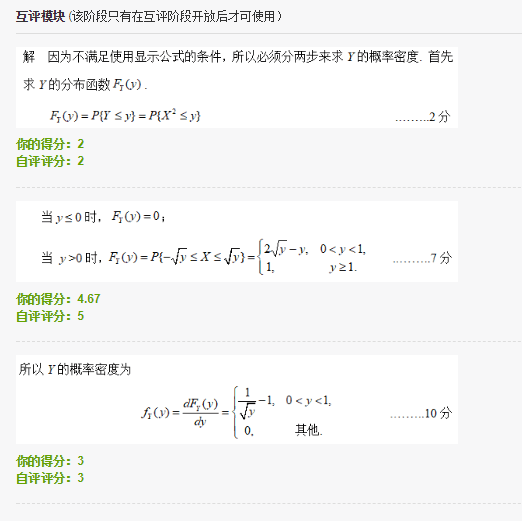 互评模块 (该阶段只有在互评阶段开放后才可使用)
解 因为不满足使用显示公式的条件，所以必须分两步来求 Y 的概率密度. 首先
求 Y 的分布函数 F_Y(y) .
F_Y(y) = P{Y ≤ y} = P{X² ≤ y} ………2 分
你的得分：2
自评评分：2
当 y ≤ 0 时， F_Y(y) = 0；
当 y >0 时, F_Y(y) = P{−√y ≤ X ≤ √y} = { 2√y − y, 0 < y < 1, 1, y ≥ 1. ……….7 分
你的得分：4.67
自评评分：5
所以 Y 的概率密度为
f_Y(y) = dF_Y(y)/dy = { 1/√y −1, 0 < y < 1, 0, 其他. ………10 分
你的得分：3
自评评分：3